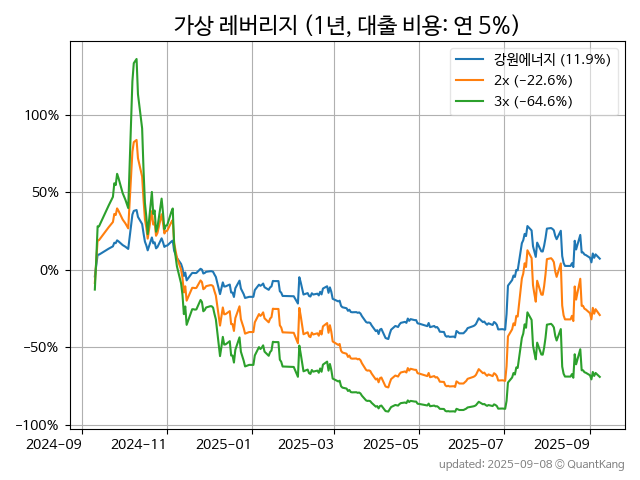 가상 레버리지 (1년, 대출 비용: 연 5%)
강원에너지 (11.9%)
2x (−22.6%)
3x (−64.6%)
100%
50%
0%
−50%
−100%
2024-09 2024-11 2025-01 2025-03 2025-05 2025-07 2025-09
updated: 2025-09-08 © QuantKang